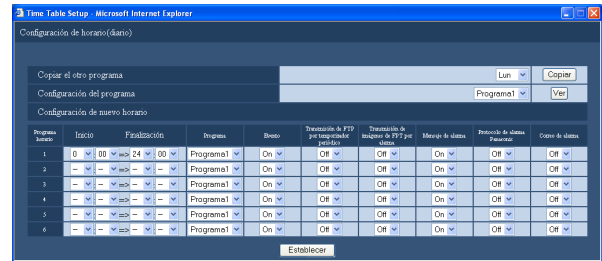 Time Table Setup - Microsoft Internet Explorer
Configuración de horario(diario)
Copiar el otro programa Lun Copiar
Configuración del programa Programa1 Ver
Configuración de nuevo horario
Programa horario Inicio Finalización Programa Evento Transmisión de FTP por temporizador periódico Transmisión de imágenes de FPT por alarma Mensaje de alarma Protocolo de alarma Panasonic Correo de alarma
1 0 : 00 => 24 : 00 Programa1 On Off Off On Off Off
2 -- : -- => -- : -- Programa1 On Off Off On Off Off
3 -- : -- => -- : -- Programa1 On Off Off On Off Off
4 -- : -- => -- : -- Programa1 On Off Off On Off Off
5 -- : -- => -- : -- Programa1 On Off Off On Off Off
6 -- : -- => -- : -- Programa1 On Off Off On Off Off
Establecer